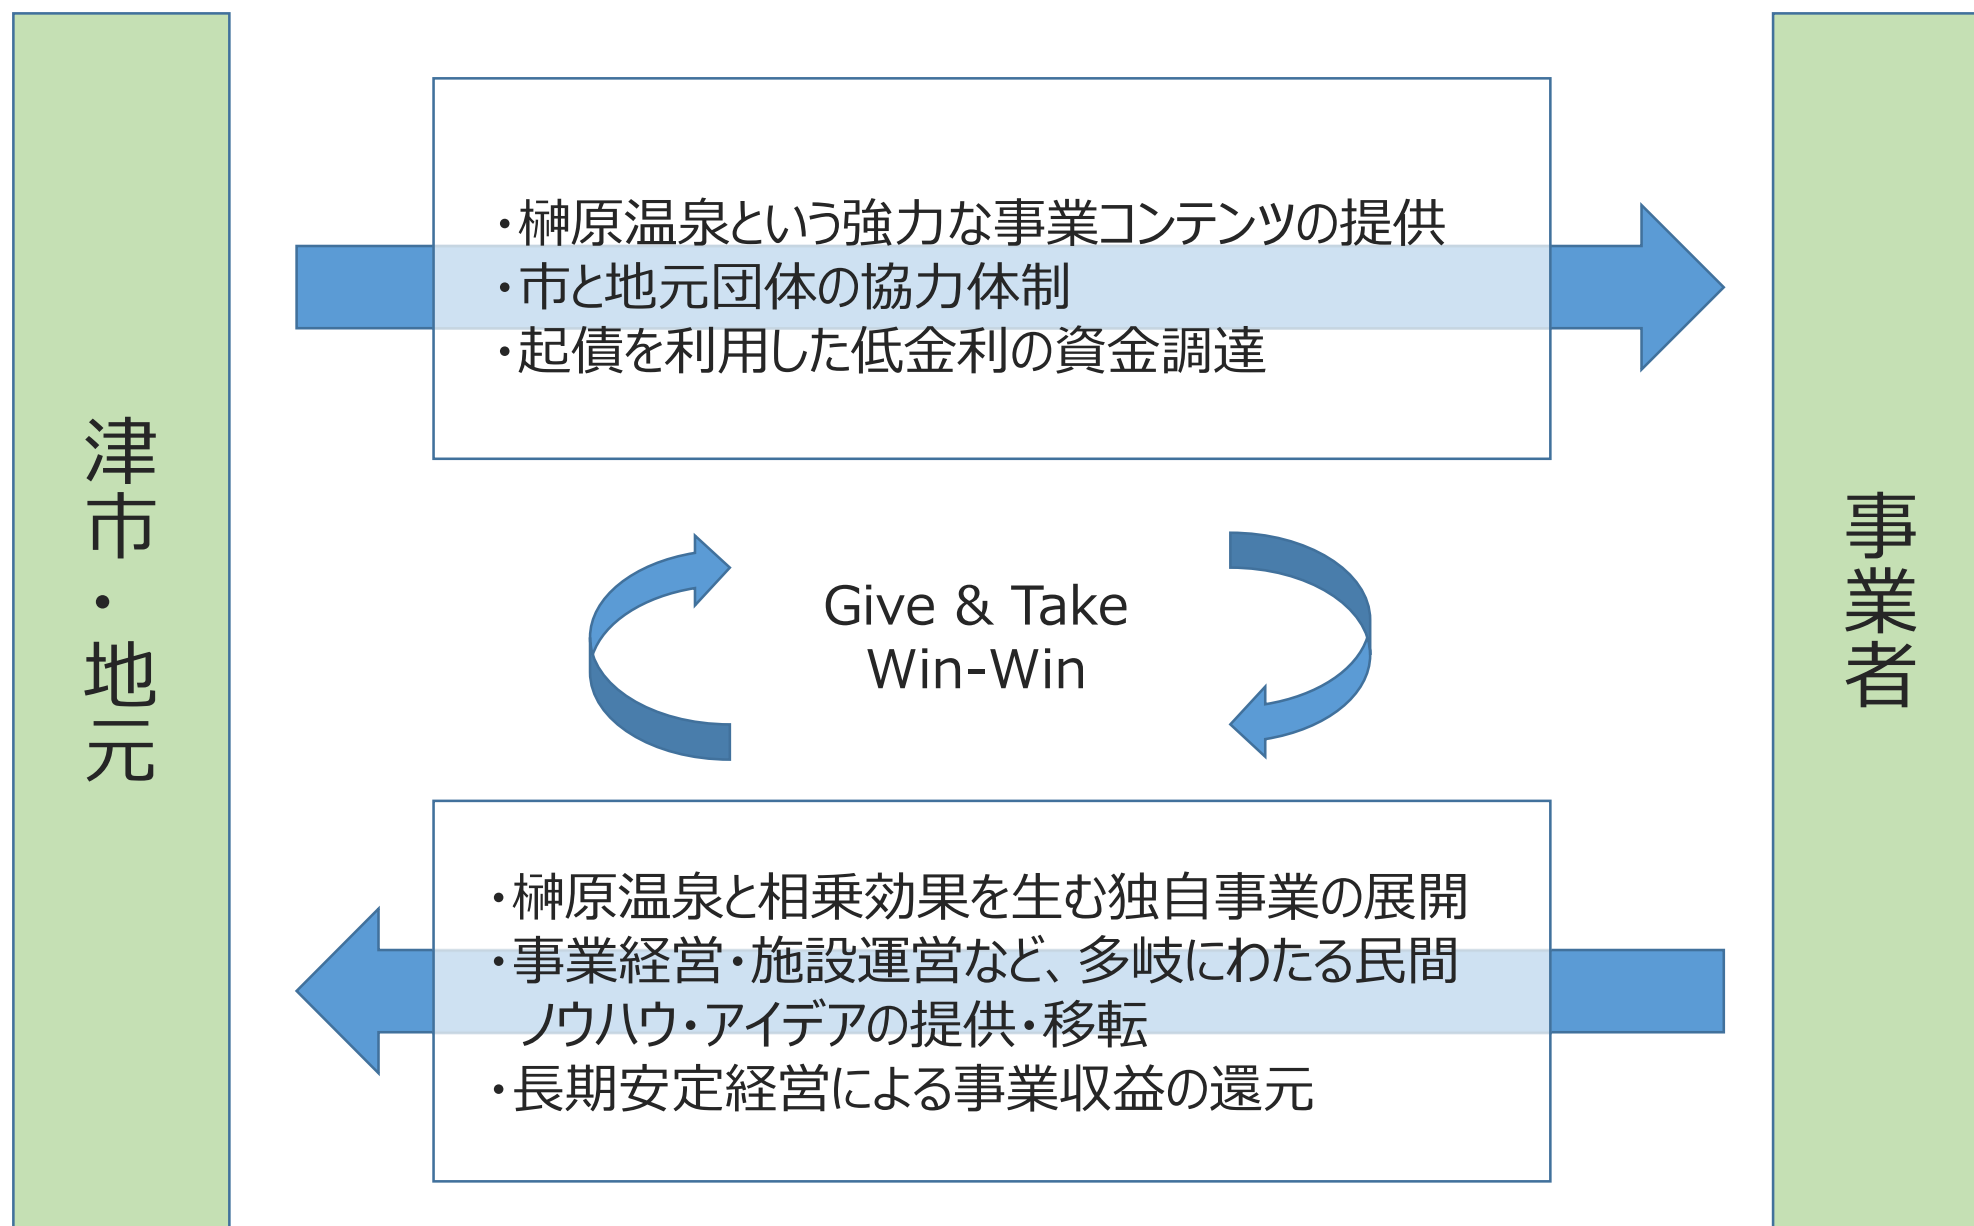 津市・地元
・榊原温泉という強力な事業コンテンツの提供
・市と地元団体の協力体制
・起債を利用した低金利の資金調達
Give & Take
Win-Win
・榊原温泉と相乗効果を生む独自事業の展開
・事業経営・施設運営など、多岐にわたる民間
ノウハウ・アイデアの提供・移転
・長期安定経営による事業収益の還元
事業者